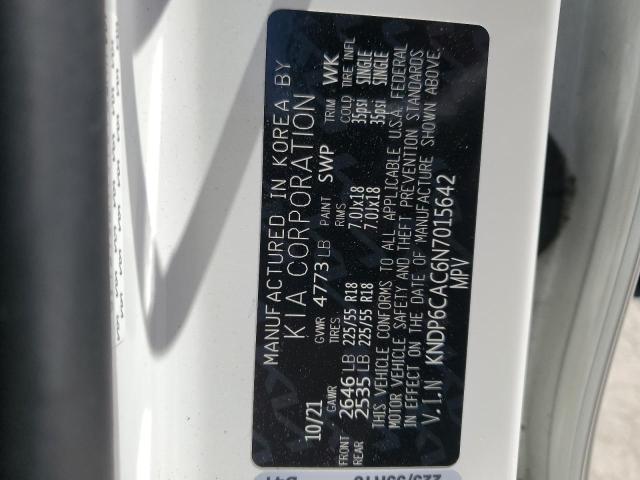 MANUFACTURED IN KOREA BY
KIA CORPORATION
10/21 GVWR 4773 LB PAINT SWP TRIM WK
GAWR TIRES RIMS COLD TIRE INFL
FRONT 2646 LB 225/55 R18 7.0Jx18 35psi SINGLE
REAR 2535 LB 225/55 R18 7.0Jx18 35psi SINGLE
THIS VEHICLE CONFORMS TO ALL APPLICABLE U.S.A. FEDERAL
MOTOR VEHICLE SAFETY AND THEFT PREVENTION STANDARDS
IN EFFECT ON THE DATE OF MANUFACTURE SHOWN ABOVE.
V.I.N KNDP6CAC6N7015642
MPV